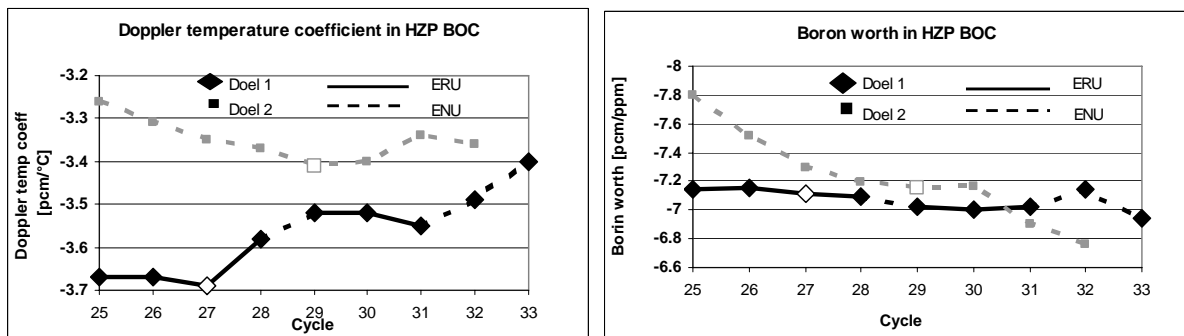 Doppler temperature coefficient in HZP BOC
-3.2
-3.3
-3.4
-3.5
-3.6
-3.7
Doppler temp coeff
[pcm/°C]
Doel 1
ERU
Doel 2
ENU
25 26 27 28 29 30 31 32 33
Cycle
Boron worth in HZP BOC
-8
-7.8
-7.6
-7.4
-7.2
-7
-6.8
-6.6
Borin worth [pcm/ppm]
Doel 1
ERU
Doel 2
ENU
25 26 27 28 29 30 31 32 33
Cycle